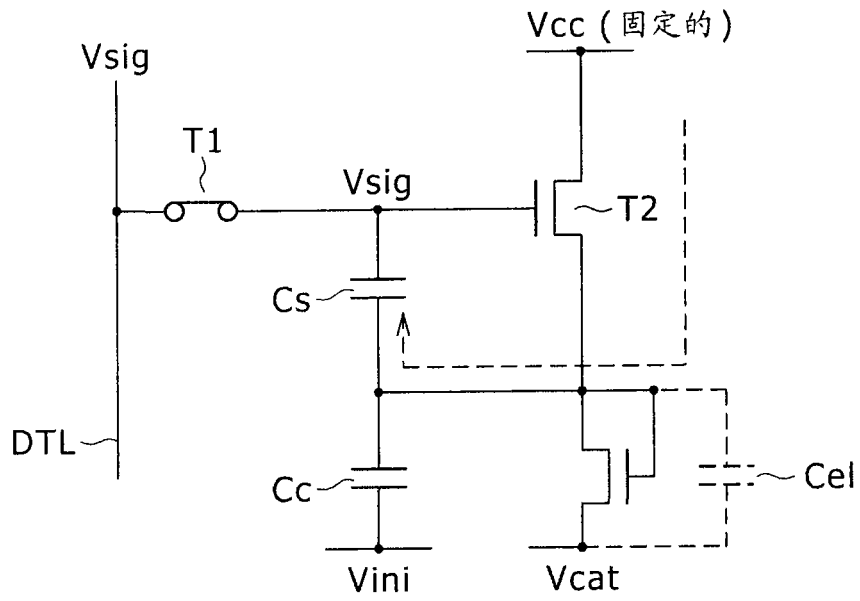 Vcc (固定的)
Vsig
T1
Vsig
T2
Cs
DTL
Cc
Cel
Vini
Vcat